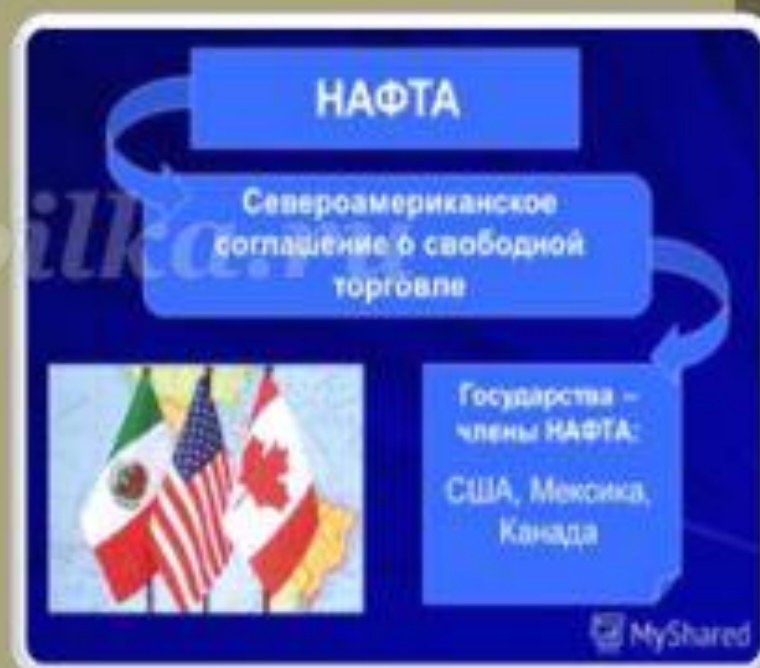 НАФТА
Североамериканское
соглашение о свободной
торговле
Государства –
члены НАФТА:
США, Мексика,
Канада
MyShared